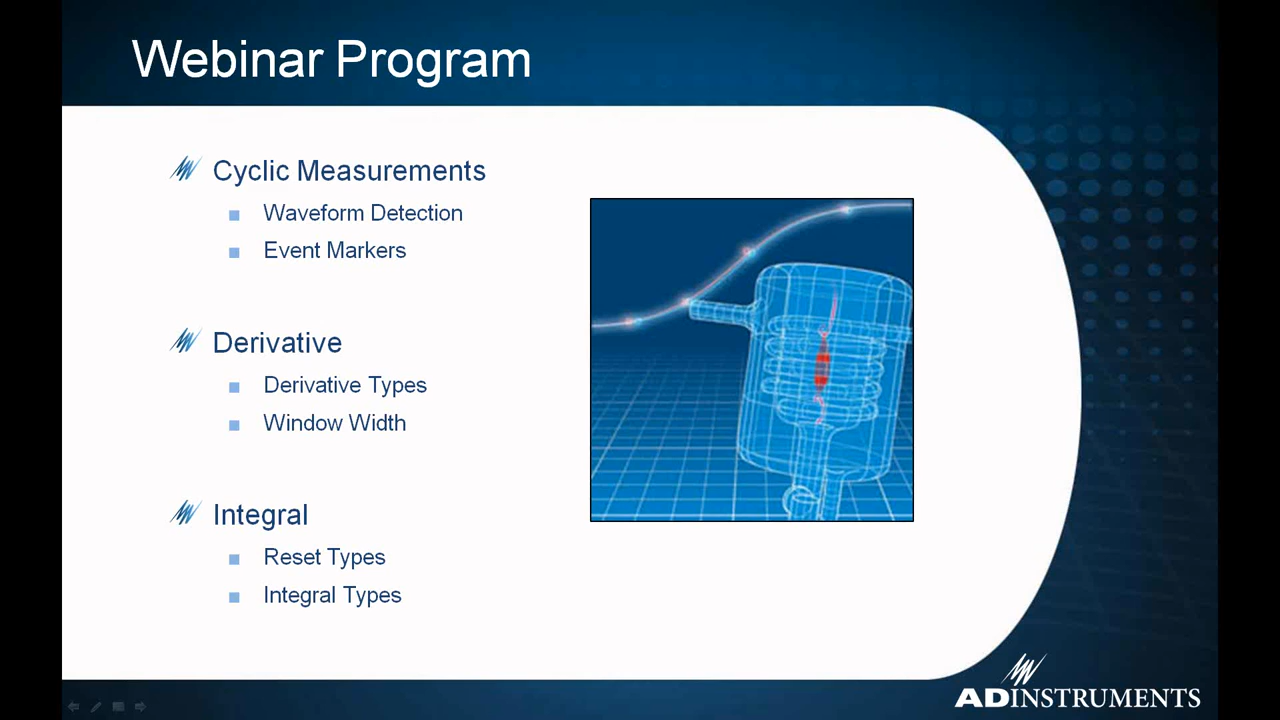 Webinar Program
Cyclic Measurements
Waveform Detection
Event Markers
Derivative
Derivative Types
Window Width
Integral
Reset Types
Integral Types
ADINSTRUMENTS